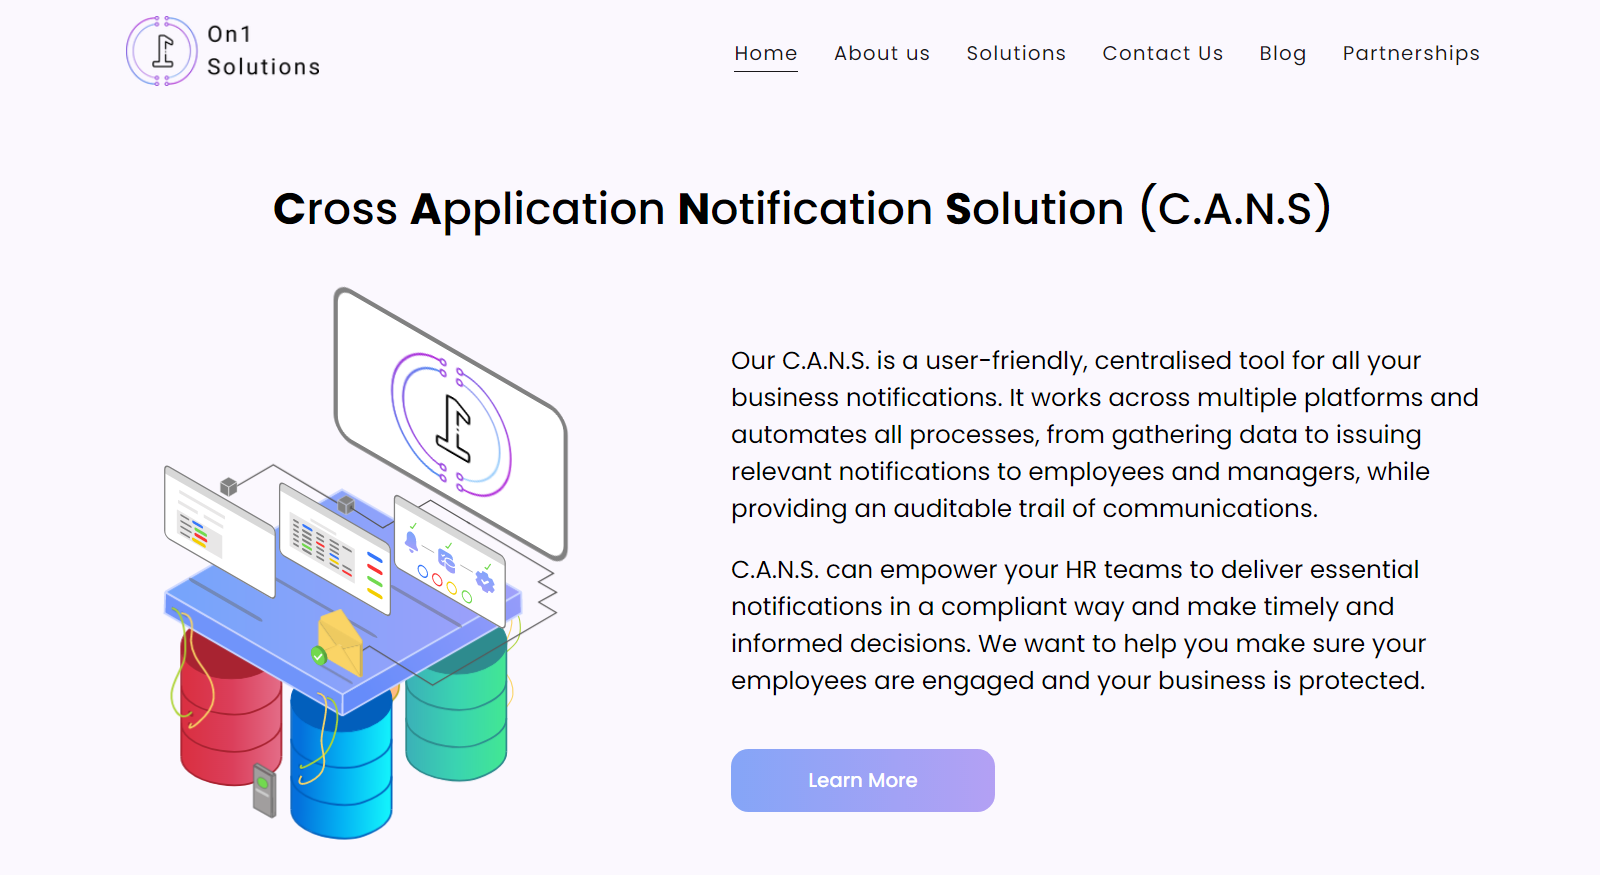 On1
Solutions
Home About us Solutions Contact Us Blog Partnerships
Cross Application Notification Solution (C.A.N.S)
Our C.A.N.S. is a user-friendly, centralised tool for all your
business notifications. It works across multiple platforms and
automates all processes, from gathering data to issuing
relevant notifications to employees and managers, while
providing an auditable trail of communications.
C.A.N.S. can empower your HR teams to deliver essential
notifications in a compliant way and make timely and
informed decisions. We want to help you make sure your
employees are engaged and your business is protected.
Learn More